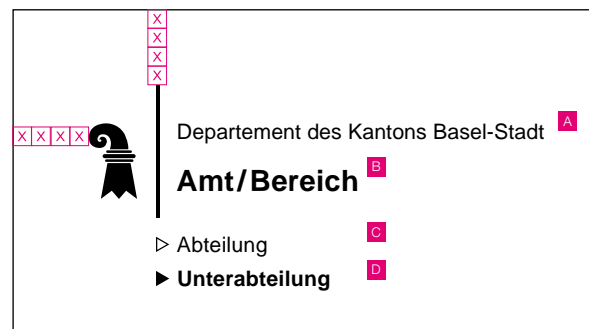 X
X
X
X
X X X X
Departement des Kantons Basel-Stadt A
Amt/Bereich B
▷ Abteilung C
▶ Unterabteilung D